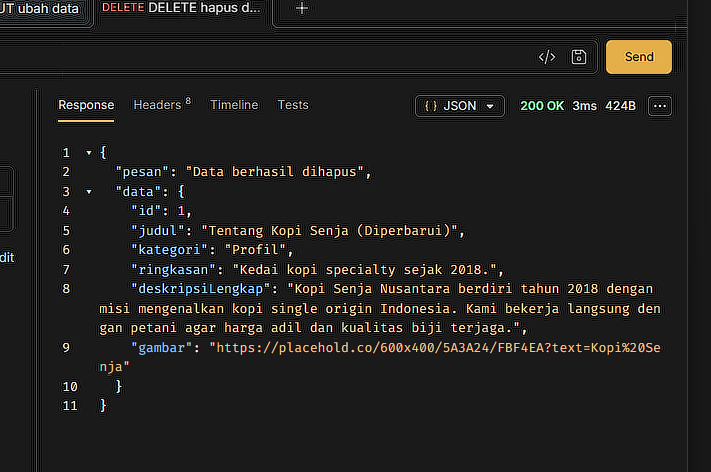 UT ubah data
DELETE DELETE hapus d...
Send
Response Headers 8 Timeline Tests
{ } JSON 200 OK 3ms 424B
1 {
2 "pesan": "Data berhasil dihapus",
3 "data": {
4 "id": 1,
5 "judul": "Tentang Kopi Senja (Diperbarui)",
6 "kategori": "Profil",
7 "ringkasan": "Kedai kopi specialty sejak 2018.",
8 "deskripsiLengkap": "Kopi Senja Nusantara berdiri tahun 2018 dengan
misi mengenalkan kopi single origin Indonesia. Kami bekerja langsung den
gan petani agar harga adil dan kualitas biji terjaga.",
9 "gambar": "https://placehold.co/600x400/5A3A24/FBF4EA?text=Kopi%20Se
nja"
10 }
11 }
dit